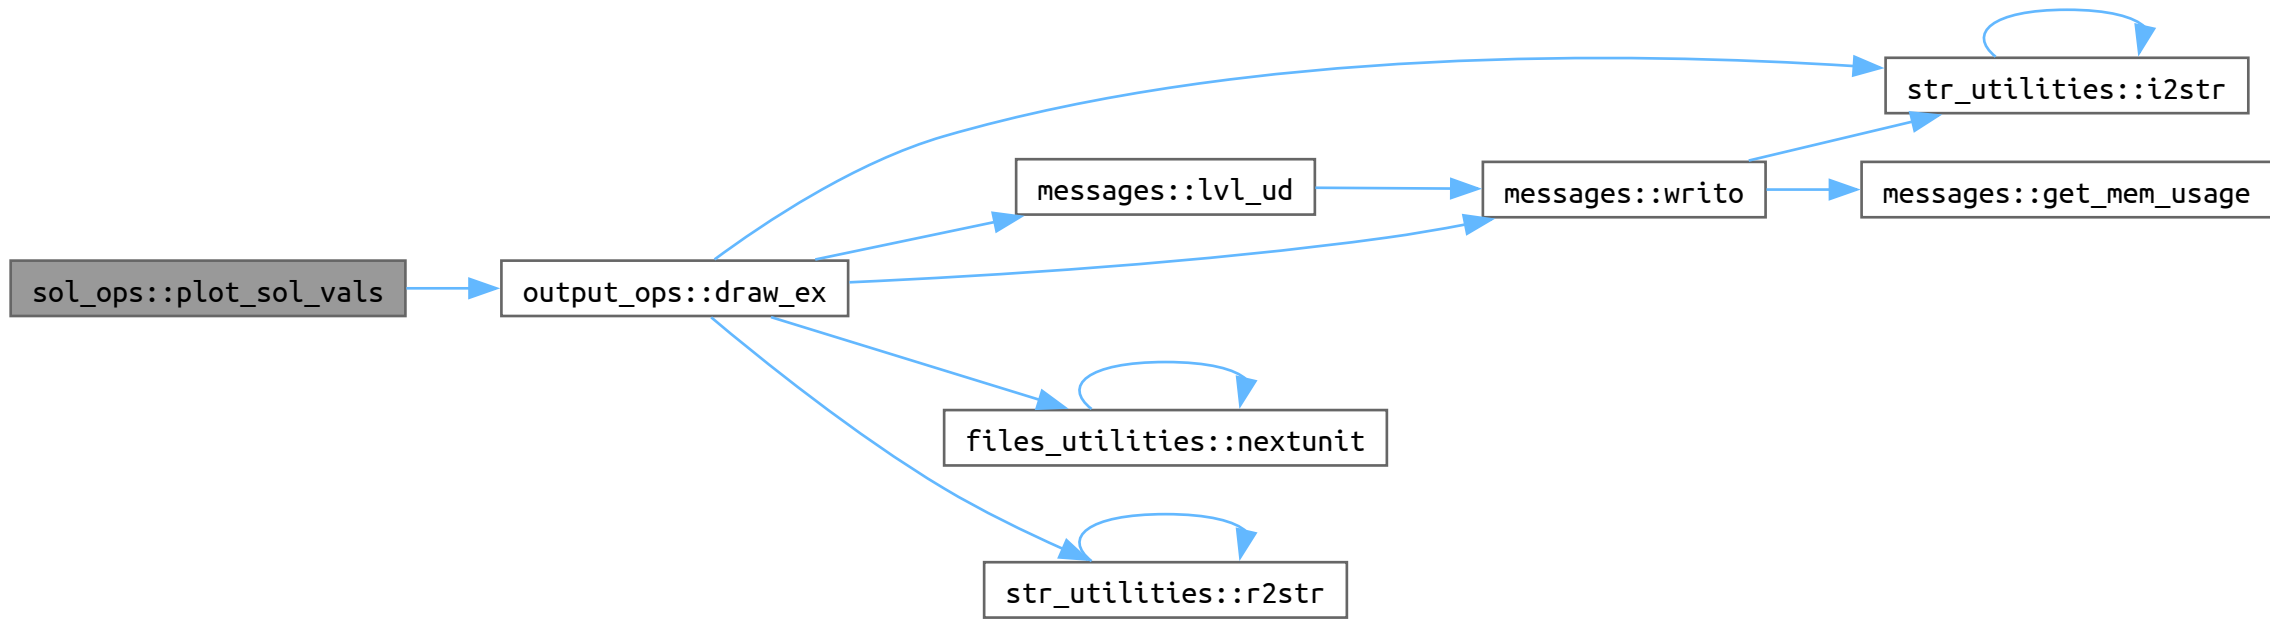 sol_ops::plot_sol_vals
output_ops::draw_ex
str_utilities::i2str
messages::lvl_ud
messages::writo
messages::get_mem_usage
files_utilities::nextunit
str_utilities::r2str